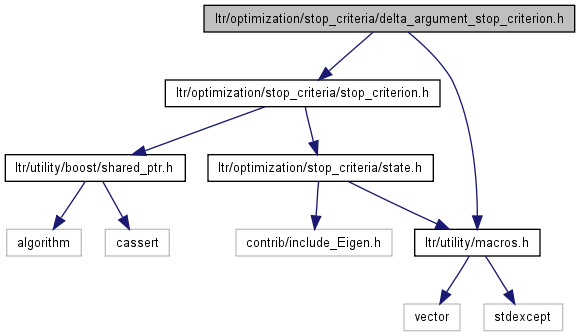 ltr/optimization/stop_criteria/delta_argument_stop_criterion.h
ltr/optimization/stop_criteria/stop_criterion.h
ltr/utility/boost/shared_ptr.h
ltr/optimization/stop_criteria/state.h
algorithm
cassert
contrib/include_Eigen.h
ltr/utility/macros.h
vector
stdexcept